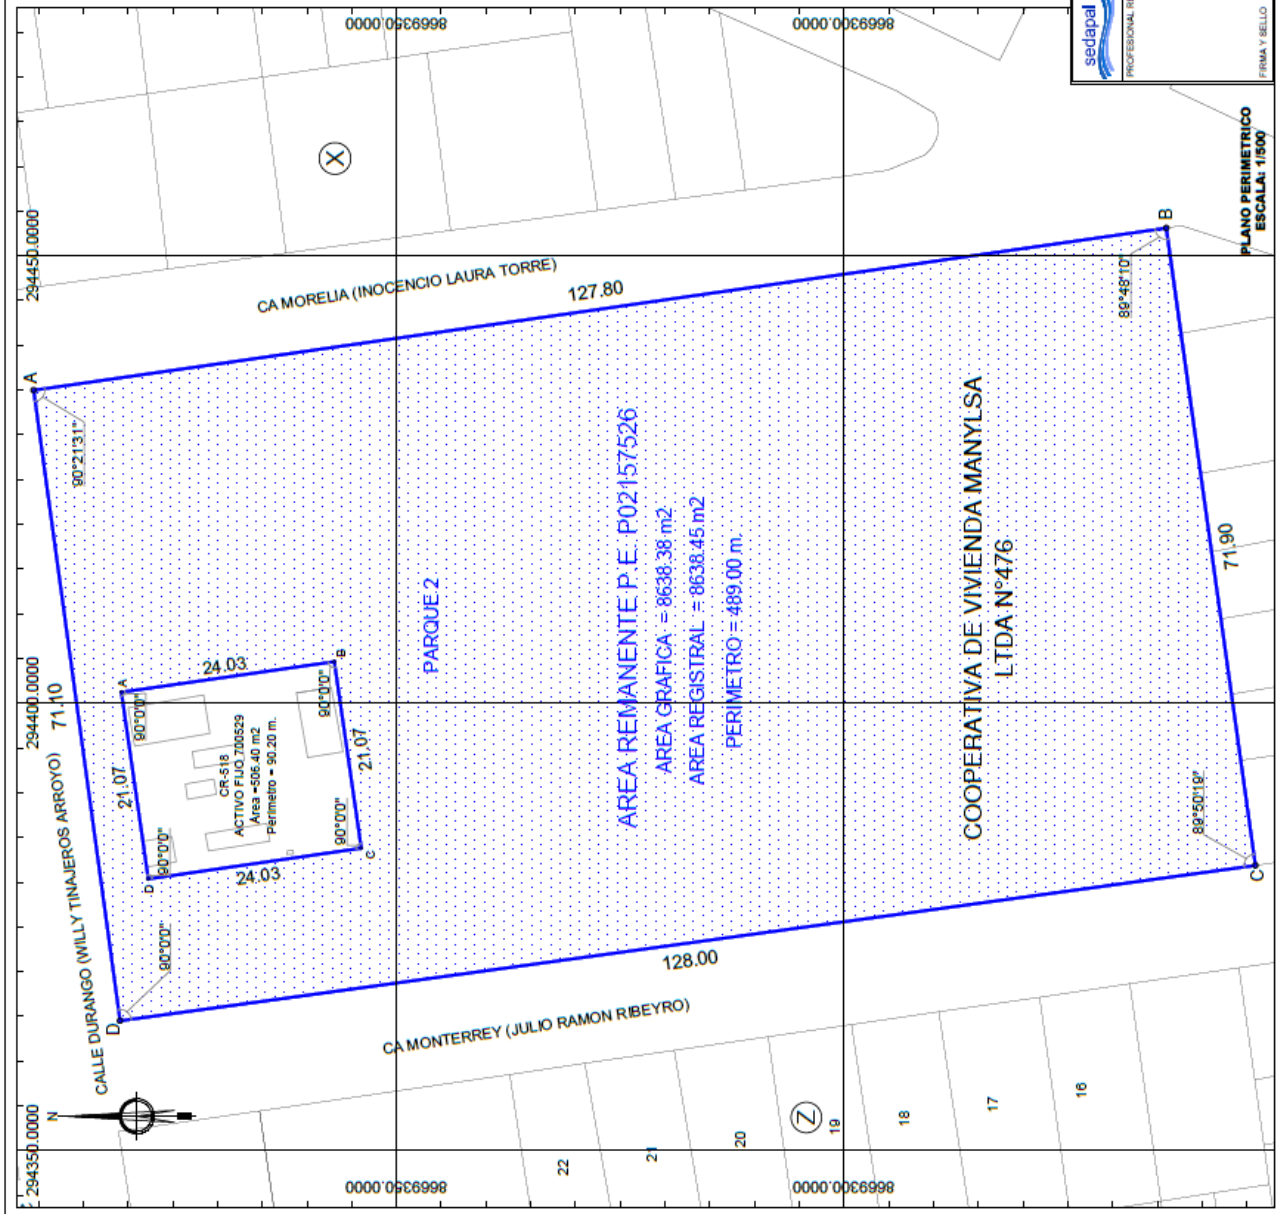 8669350.0000
8669300.0000
sedapal
PROFESIONAL
FIRMA Y SELLO
PLANO PERIMETRICO
ESCALA: 1/500
X
294450.0000
CA MORELIA (INOCENCIO LAURA TORRE)
127.80
A
B
90°21'31"
89°48'10"
AREA REMANENTE P.E. P02157526
AREA GRAFICA = 8638.38 m2
AREA REGISTRAL = 8638.45 m2
PERIMETRO = 489.00 m.
COOPERATIVA DE VIVIENDA MANYLSA
LTDA N°476
71.90
PARQUE 2
294400.0000
71.10
24.03
A
B
90°0'0"
90°0'0"
21.07
21.07
CR-518
ACTIVO FIJO 700529
Area =506.40 m2
Perimetro = 90.20 m.
90°0'0"
90°0'0"
D
C
24.03
89°50'19"
C
CALLE DURANGO (WILLY TINAJEROS ARROYO)
90°0'0"
D
128.00
CA MONTERREY (JULIO RAMON RIBEYRO)
N
294350.0000
22
21
20
Z
19
18
17
16
8669350.0000
8669300.0000